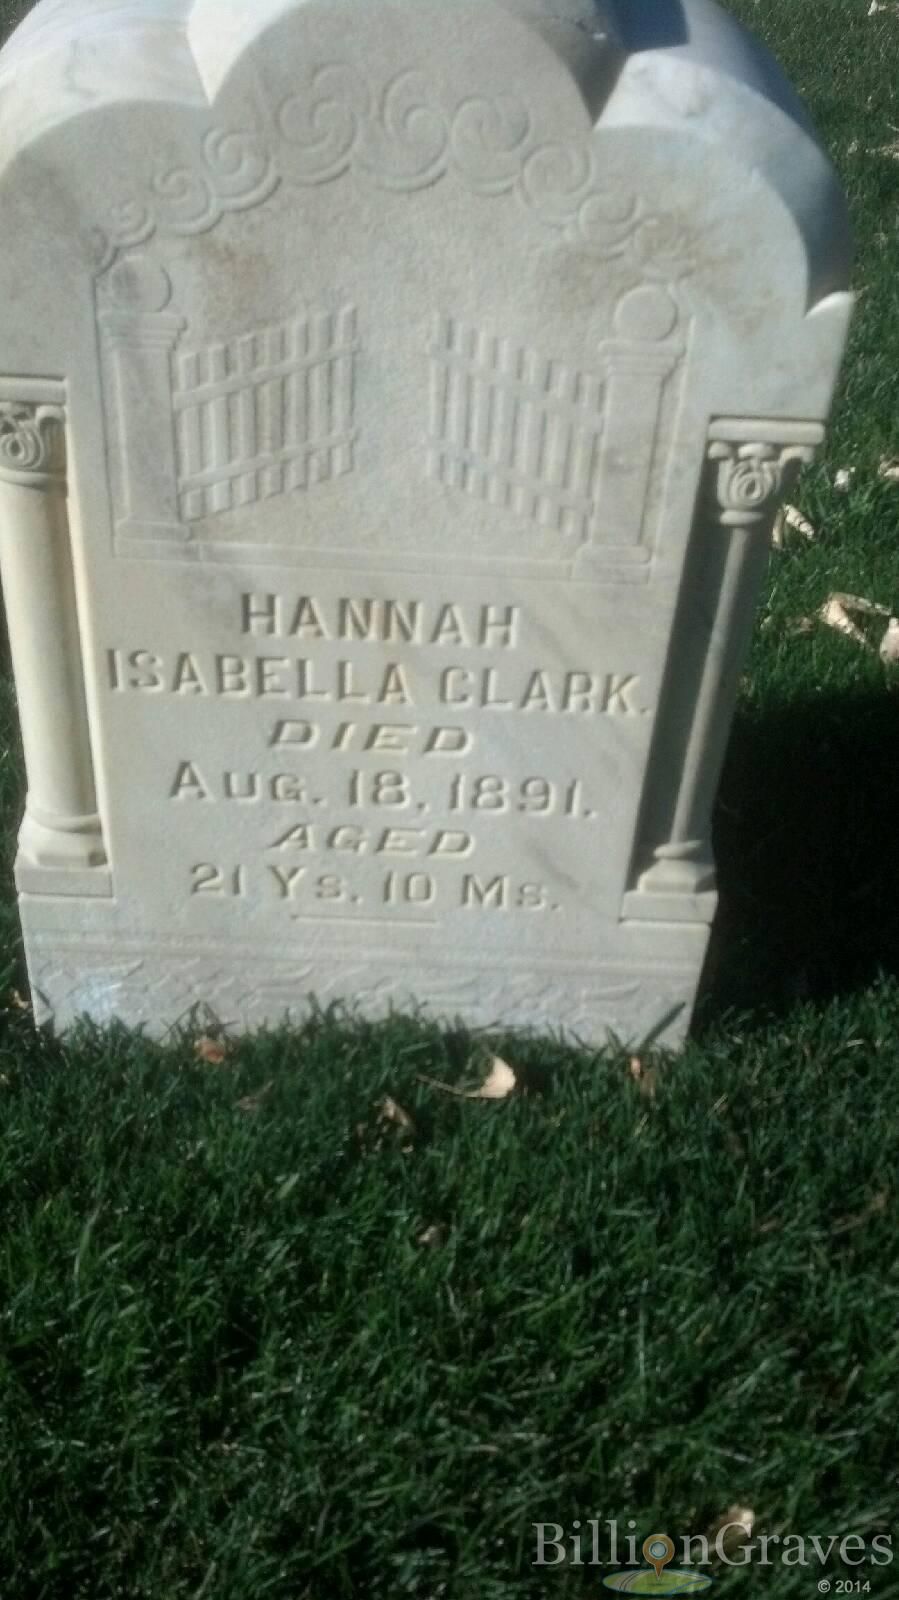 HANNAH
ISABELLA CLARK.
DIED
AUG. 18, 1891.
AGED
21 Ys. 10 Ms.
BillionGraves
© 2014